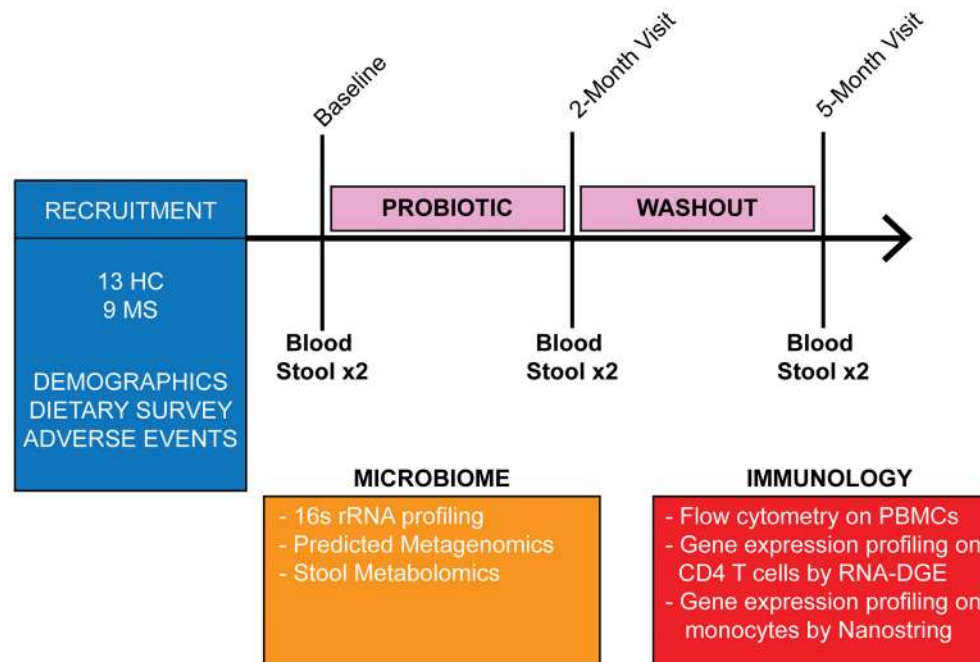 Baseline
2-Month Visit
5-Month Visit
RECRUITMENT
PROBIOTIC
WASHOUT
13 HC
9 MS
DEMOGRAPHICS
DIETARY SURVEY
ADVERSE EVENTS
Blood
Stool x2
Blood
Stool x2
Blood
Stool x2
MICROBIOME
- 16s rRNA profiling
- Predicted Metagenomics
- Stool Metabolomics
IMMUNOLOGY
- Flow cytometry on PBMCs
- Gene expression profiling on
CD4 T cells by RNA-DGE
- Gene expression profiling on
monocytes by Nanostring